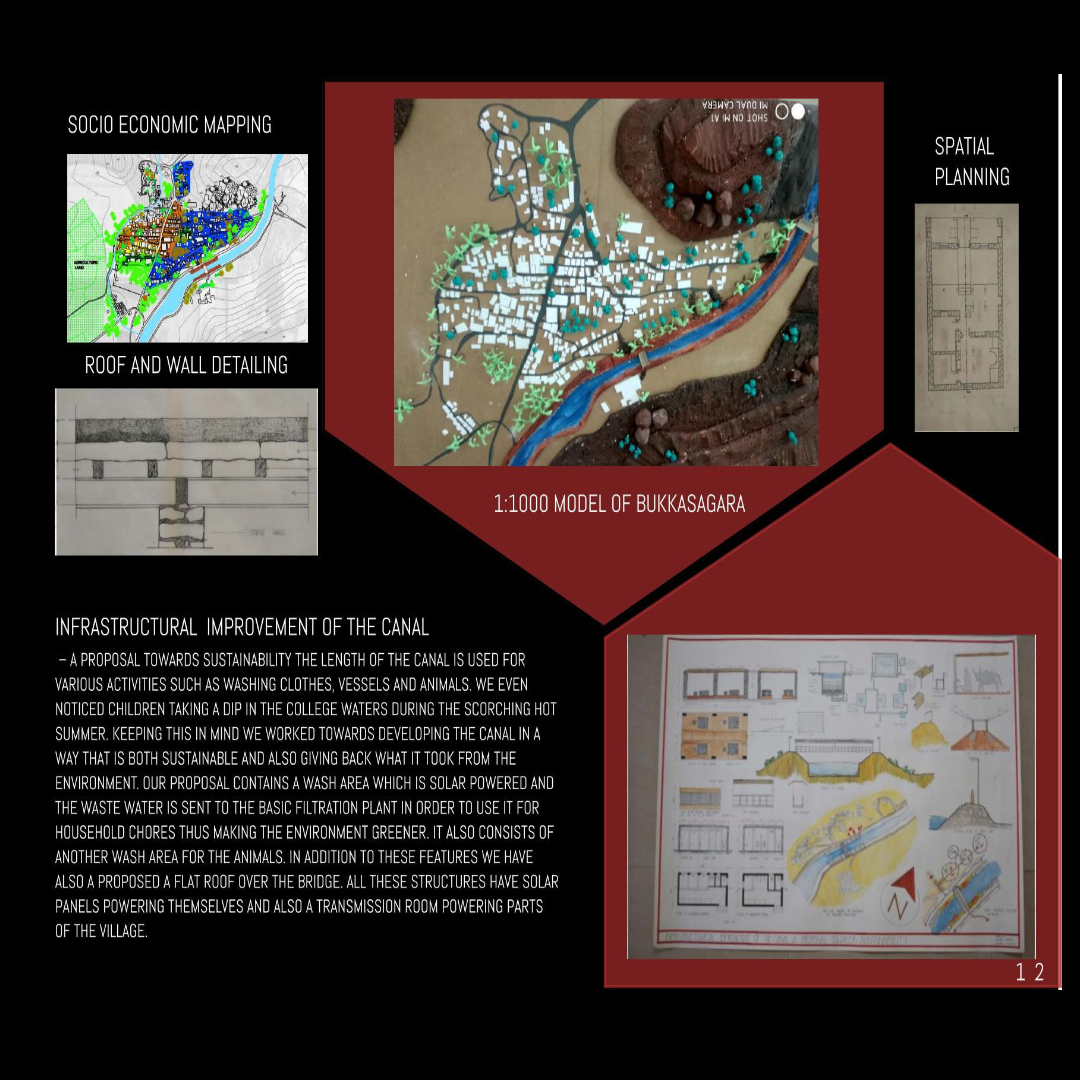 SOCIO ECONOMIC MAPPING
AGRICULTURE
LAND
ROOF AND WALL DETAILING
STONE WALL
SHOT ON MI A1
MI DUAL CAMERA
1:1000 MODEL OF BUKKASAGARA
SPATIAL
PLANNING
INFRASTRUCTURAL IMPROVEMENT OF THE CANAL
– A PROPOSAL TOWARDS SUSTAINABILITY THE LENGTH OF THE CANAL IS USED FOR
VARIOUS ACTIVITIES SUCH AS WASHING CLOTHES, VESSELS AND ANIMALS. WE EVEN
NOTICED CHILDREN TAKING A DIP IN THE COLLEGE WATERS DURING THE SCORCHING HOT
SUMMER. KEEPING THIS IN MIND WE WORKED TOWARDS DEVELOPING THE CANAL IN A
WAY THAT IS BOTH SUSTAINABLE AND ALSO GIVING BACK WHAT IT TOOK FROM THE
ENVIRONMENT. OUR PROPOSAL CONTAINS A WASH AREA WHICH IS SOLAR POWERED AND
THE WASTE WATER IS SENT TO THE BASIC FILTRATION PLANT IN ORDER TO USE IT FOR
HOUSEHOLD CHORES THUS MAKING THE ENVIRONMENT GREENER. IT ALSO CONSISTS OF
ANOTHER WASH AREA FOR THE ANIMALS. IN ADDITION TO THESE FEATURES WE HAVE
ALSO A PROPOSED A FLAT ROOF OVER THE BRIDGE. ALL THESE STRUCTURES HAVE SOLAR
PANELS POWERING THEMSELVES AND ALSO A TRANSMISSION ROOM POWERING PARTS
OF THE VILLAGE.
N
1 2